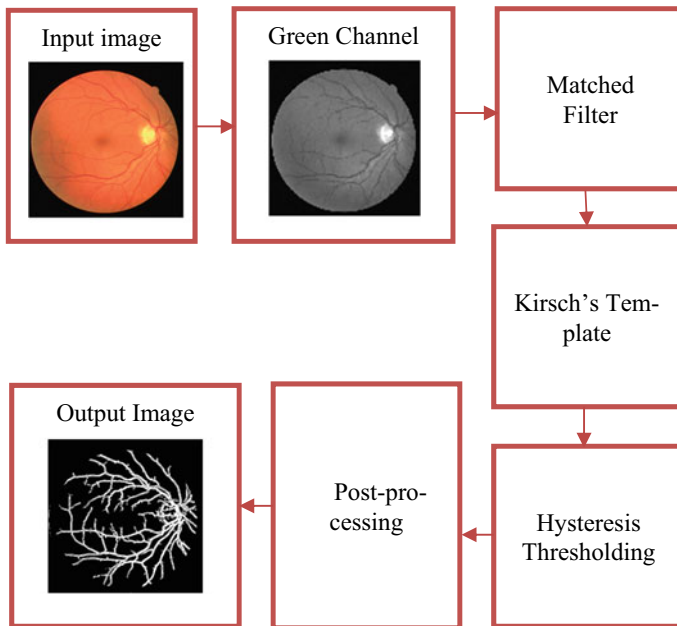 Input image
Green Channel
Matched
Filter
Kirsch's Tem-
plate
Hysteresis
Thresholding
Post-pro-
cessing
Output Image